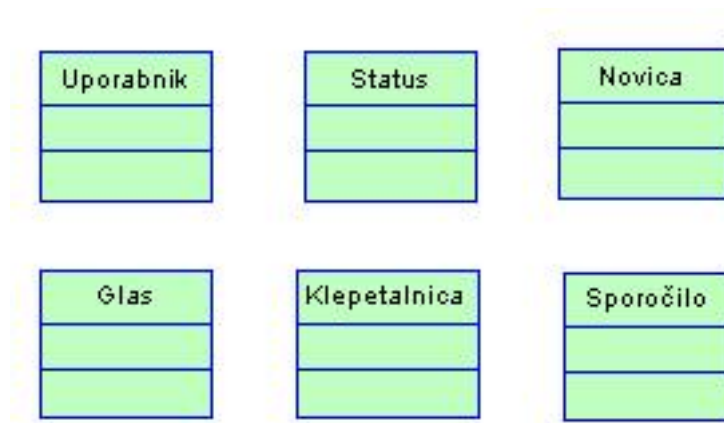 Uporabnik
Status
Novica
Glas
Klepetalnica
Sporočilo